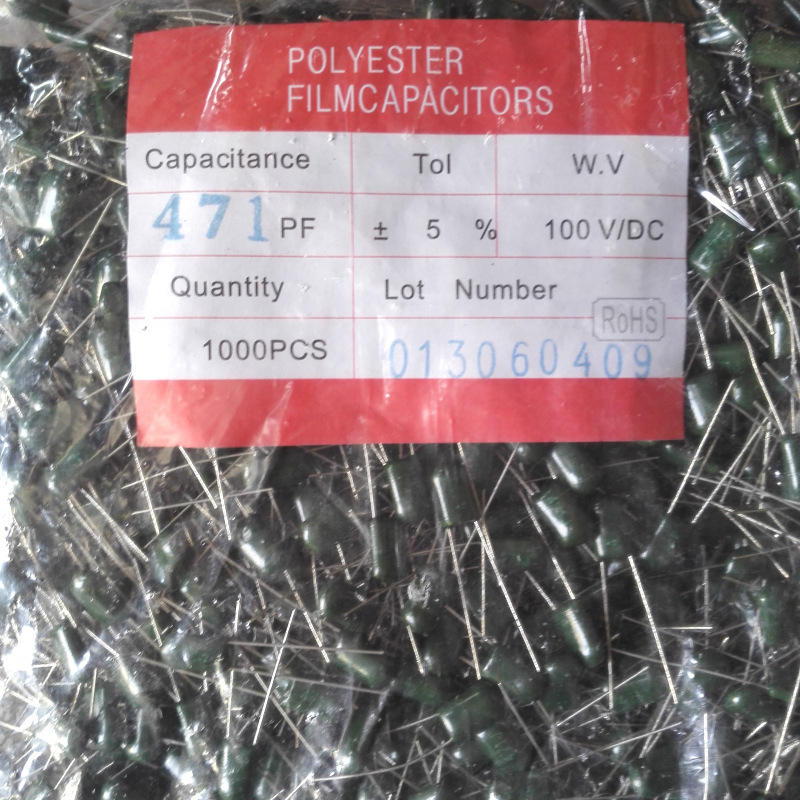 POLYESTER
FILMCAPACITORS
Capacitance Tol W.V
471 PF ± 5 % 100 V/DC
Quantity Lot Number
RoHS
1000PCS 013060409